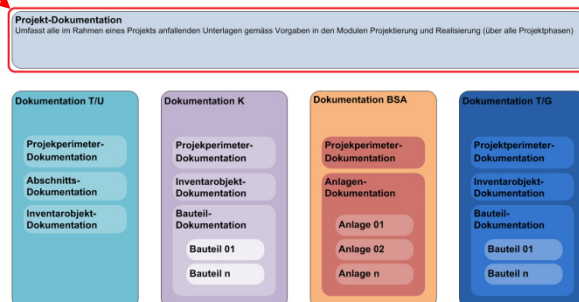 Projekt-Dokumentation
Umfasst alle im Rahmen eines Projekts anfallenden Unterlagen gemäss Vorgaben in den Modulen Projektierung und Realisierung (über alle Projektphasen)
Dokumentation T/U
Projekperimeter-
Dokumentation
Abschnitts-
Dokumentation
Inventarobjekt-
Dokumentation
Dokumentation K
Projekperimeter-
Dokumentation
Inventarobjekt-
Dokumentation
Bauteil-
Dokumentation
Bauteil 01
Bauteil n
Dokumentation BSA
Projekperimeter-
Dokumentation
Anlagen-
Dokumentation
Anlage 01
Anlage 02
Anlage n
Dokumentation T/G
Projektperimeter-
Dokumentation
Inventarobjekt-
Dokumentation
Bauteil-
Dokumentation
Bauteil 01
Bauteil n